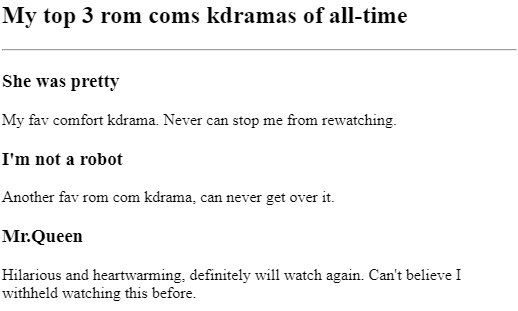 My top 3 rom coms kdramas of all-time
She was pretty
My fav comfort kdrama. Never can stop me from rewatching.
I'm not a robot
Another fav rom com kdrama, can never get over it.
Mr.Queen
Hilarious and heartwarming, definitely will watch again. Can't believe I
withheld watching this before.